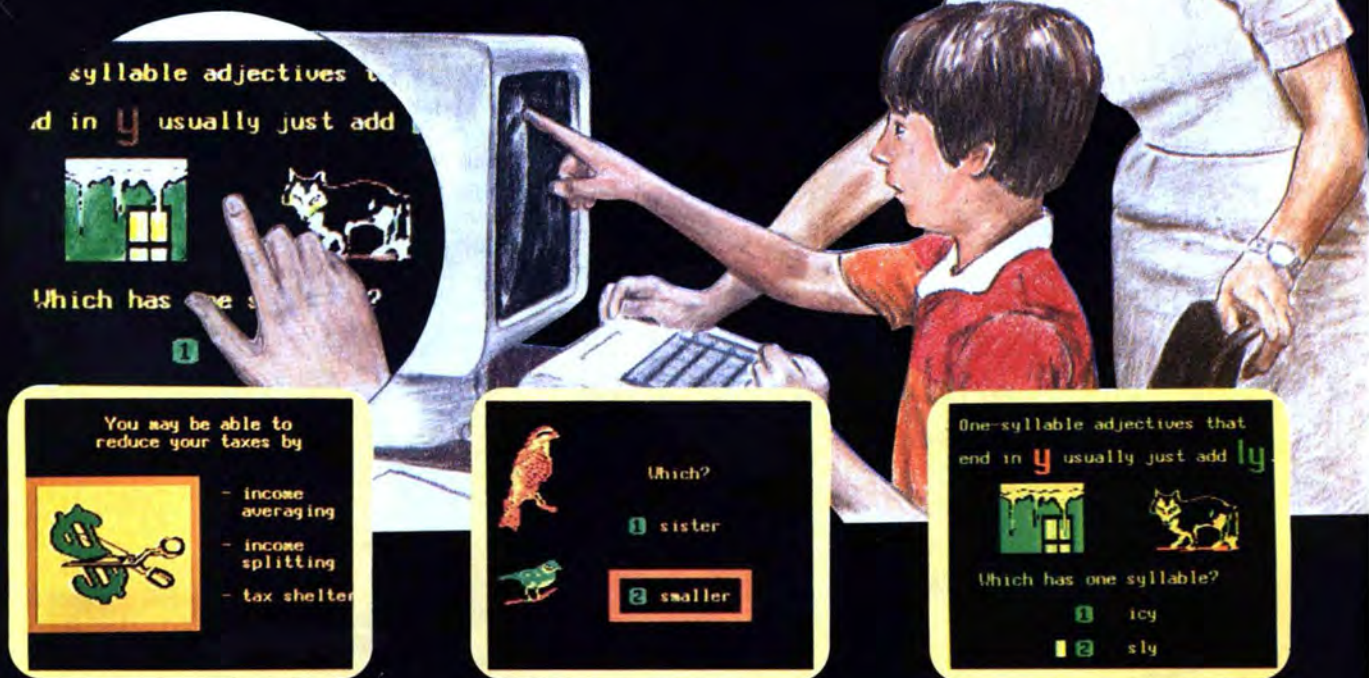 syllable adjectives
d in y usually just add
Which has
1
You may be able to
reduce your taxes by
- income
averaging
- income
splitting
- tax shelter
Which?
1 sister
2 smaller
One-syllable adjectives that
end in y usually just add ly.
Which has one syllable?
1 icy
2 sly